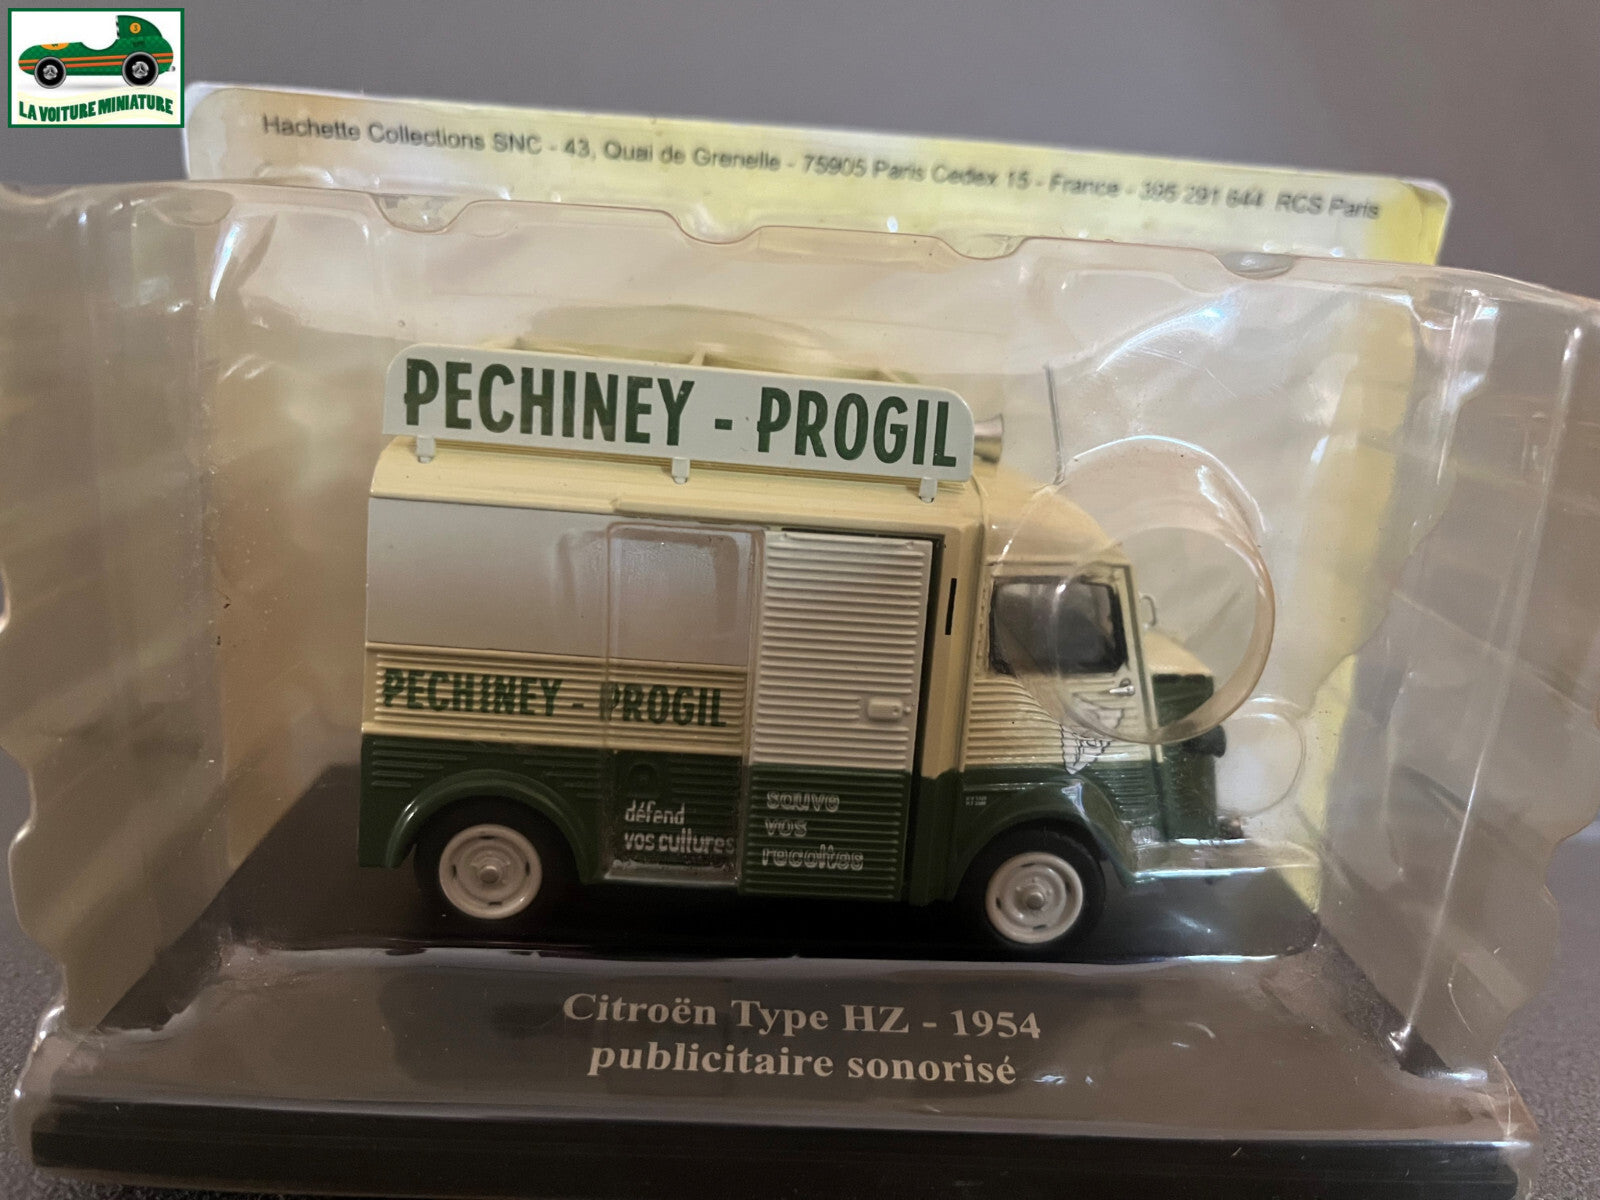 LA VOITURE MINIATURE
Hachette Collections SNC - 43, Quai de Grenelle - 75905 Paris Cedex 15 - France - 395 291 644 RCS Paris
PECHINEY - PROGIL
PECHINEY - PROGIL
défend
vos cultures
sauve
vos
recoltes
Citroën Type HZ - 1954
publicitaire sonorisé